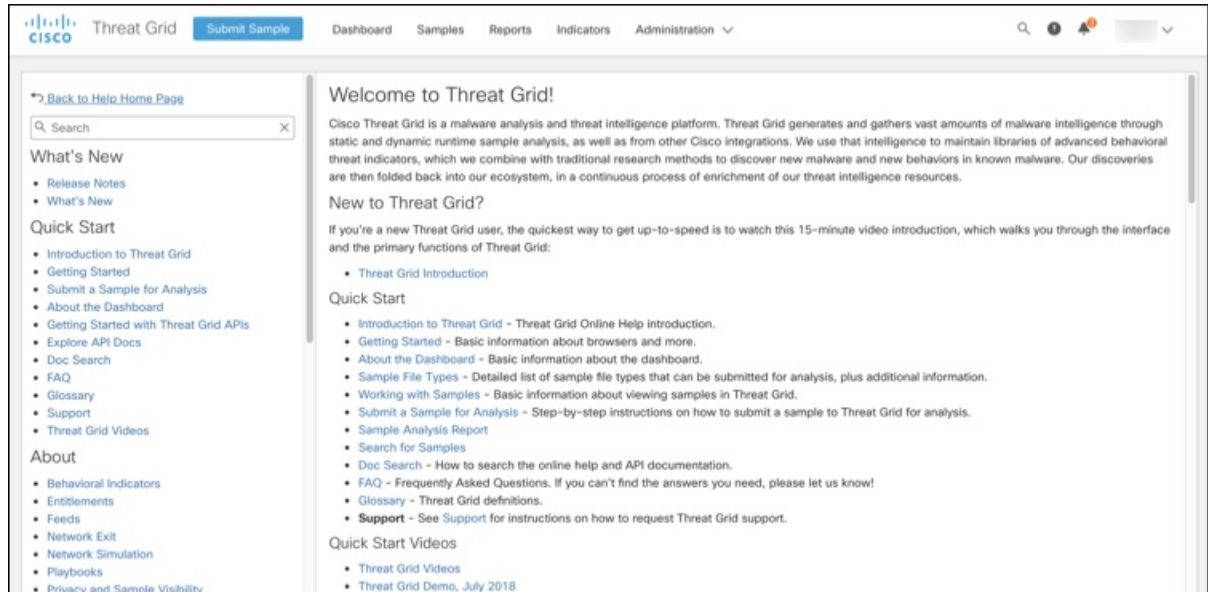 CISCO
Threat Grid
Submit Sample
Dashboard
Samples
Reports
Indicators
Administration
Back to Help Home Page
Search
What's New
• Release Notes
• What's New
Quick Start
• Introduction to Threat Grid
• Getting Started
• Submit a Sample for Analysis
• About the Dashboard
• Getting Started with Threat Grid APIs
• Explore API Docs
• Doc Search
• FAQ
• Glossary
• Support
• Threat Grid Videos
About
• Behavioral Indicators
• Entitlements
• Feeds
• Network Exit
• Network Simulation
• Playbooks
• Privacy and Sample Visibility
Welcome to Threat Grid!
Cisco Threat Grid is a malware analysis and threat intelligence platform. Threat Grid generates and gathers vast amounts of malware intelligence through
static and dynamic runtime sample analysis, as well as from other Cisco integrations. We use that intelligence to maintain libraries of advanced behavioral
threat indicators, which we combine with traditional research methods to discover new malware and new behaviors in known malware. Our discoveries
are then folded back into our ecosystem, in a continuous process of enrichment of our threat intelligence resources.
New to Threat Grid?
If you're a new Threat Grid user, the quickest way to get up-to-speed is to watch this 15-minute video introduction, which walks you through the interface
and the primary functions of Threat Grid:
• Threat Grid Introduction
Quick Start
• Introduction to Threat Grid - Threat Grid Online Help introduction.
• Getting Started - Basic information about browsers and more.
• About the Dashboard - Basic information about the dashboard.
• Sample File Types - Detailed list of sample file types that can be submitted for analysis, plus additional information.
• Working with Samples - Basic information about viewing samples in Threat Grid.
• Submit a Sample for Analysis - Step-by-step instructions on how to submit a sample to Threat Grid for analysis.
• Sample Analysis Report
• Search for Samples
• Doc Search - How to search the online help and API documentation.
• FAQ - Frequently Asked Questions. If you can't find the answers you need, please let us know!
• Glossary - Threat Grid definitions.
• Support - See Support for instructions on how to request Threat Grid support.
Quick Start Videos
• Threat Grid Videos
• Threat Grid Demo, July 2018